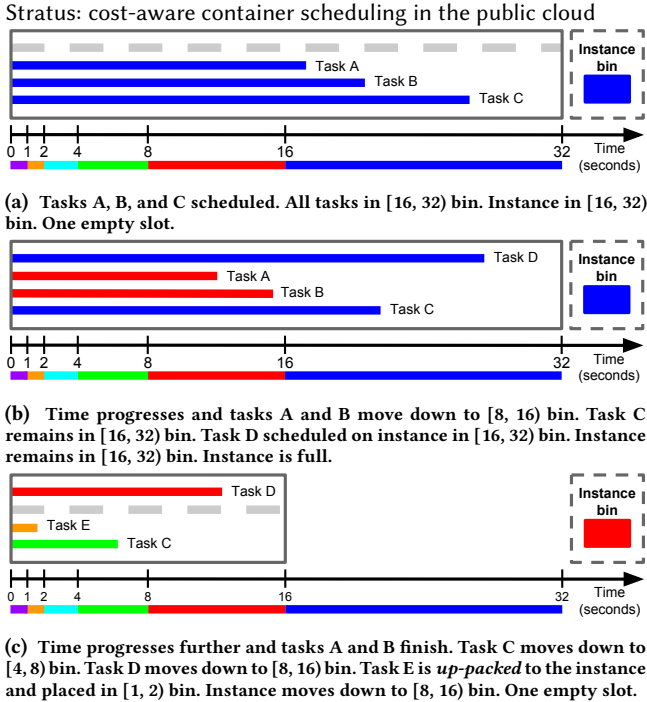 Stratus: cost-aware container scheduling in the public cloud
Instance
bin
Task A
Task B
Task C
0 1 2 4 8 16 32 Time
(seconds)
(a) Tasks A, B, and C scheduled. All tasks in [16, 32) bin. Instance in [16, 32)
bin. One empty slot.
Task D
Instance
bin
Task A
Task B
Task C
0 1 2 4 8 16 32 Time
(seconds)
(b) Time progresses and tasks A and B move down to [8, 16) bin. Task C
remains in [16, 32) bin. Task D scheduled on instance in [16, 32) bin. Instance
remains in [16, 32) bin. Instance is full.
Task D
Instance
bin
Task E
Task C
0 1 2 4 8 16 32 Time
(seconds)
(c) Time progresses further and tasks A and B finish. Task C moves down to
[4, 8) bin. Task D moves down to [8, 16) bin. Task E is up-packed to the instance
and placed in [1, 2) bin. Instance moves down to [8, 16) bin. One empty slot.